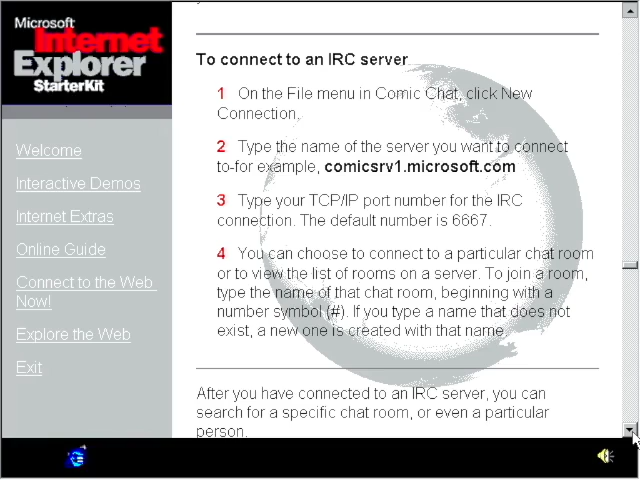 Microsoft
Internet
Explorer
StarterKit
Welcome
Interactive Demos
Internet Extras
Online Guide
Connect to the Web
Now!
Explore the Web
Exit
To connect to an IRC server
1 On the File menu in Comic Chat, click New
Connection.
2 Type the name of the server you want to connect
to-for example, comicsrv1.microsoft.com
3 Type your TCP/IP port number for the IRC
connection. The default number is 6667.
4 You can choose to connect to a particular chat room
or to view the list of rooms on a server. To join a room,
type the name of that chat room, beginning with a
number symbol (#). If you type a name that does not
exist, a new one is created with that name.
After you have connected to an IRC server, you can
search for a specific chat room, or even a particular
person.